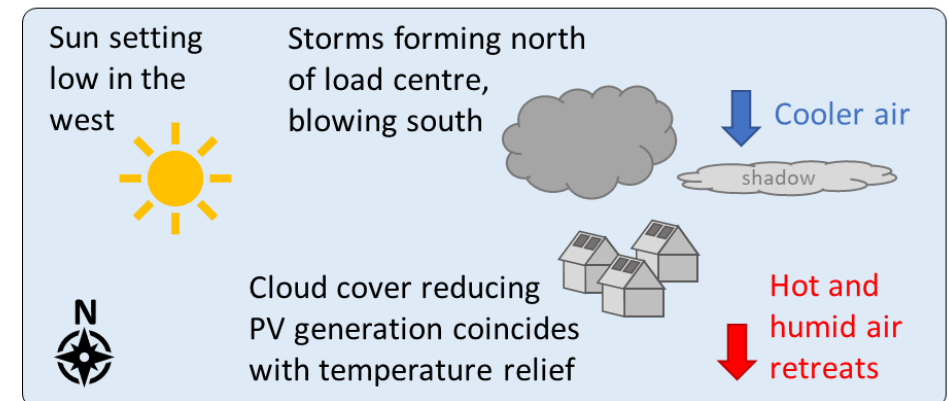 Sun setting
low in the
west
Storms forming north
of load centre,
blowing south
Cooler air
shadow
N
Cloud cover reducing
PV generation coincides
with temperature relief
Hot and
humid air
retreats